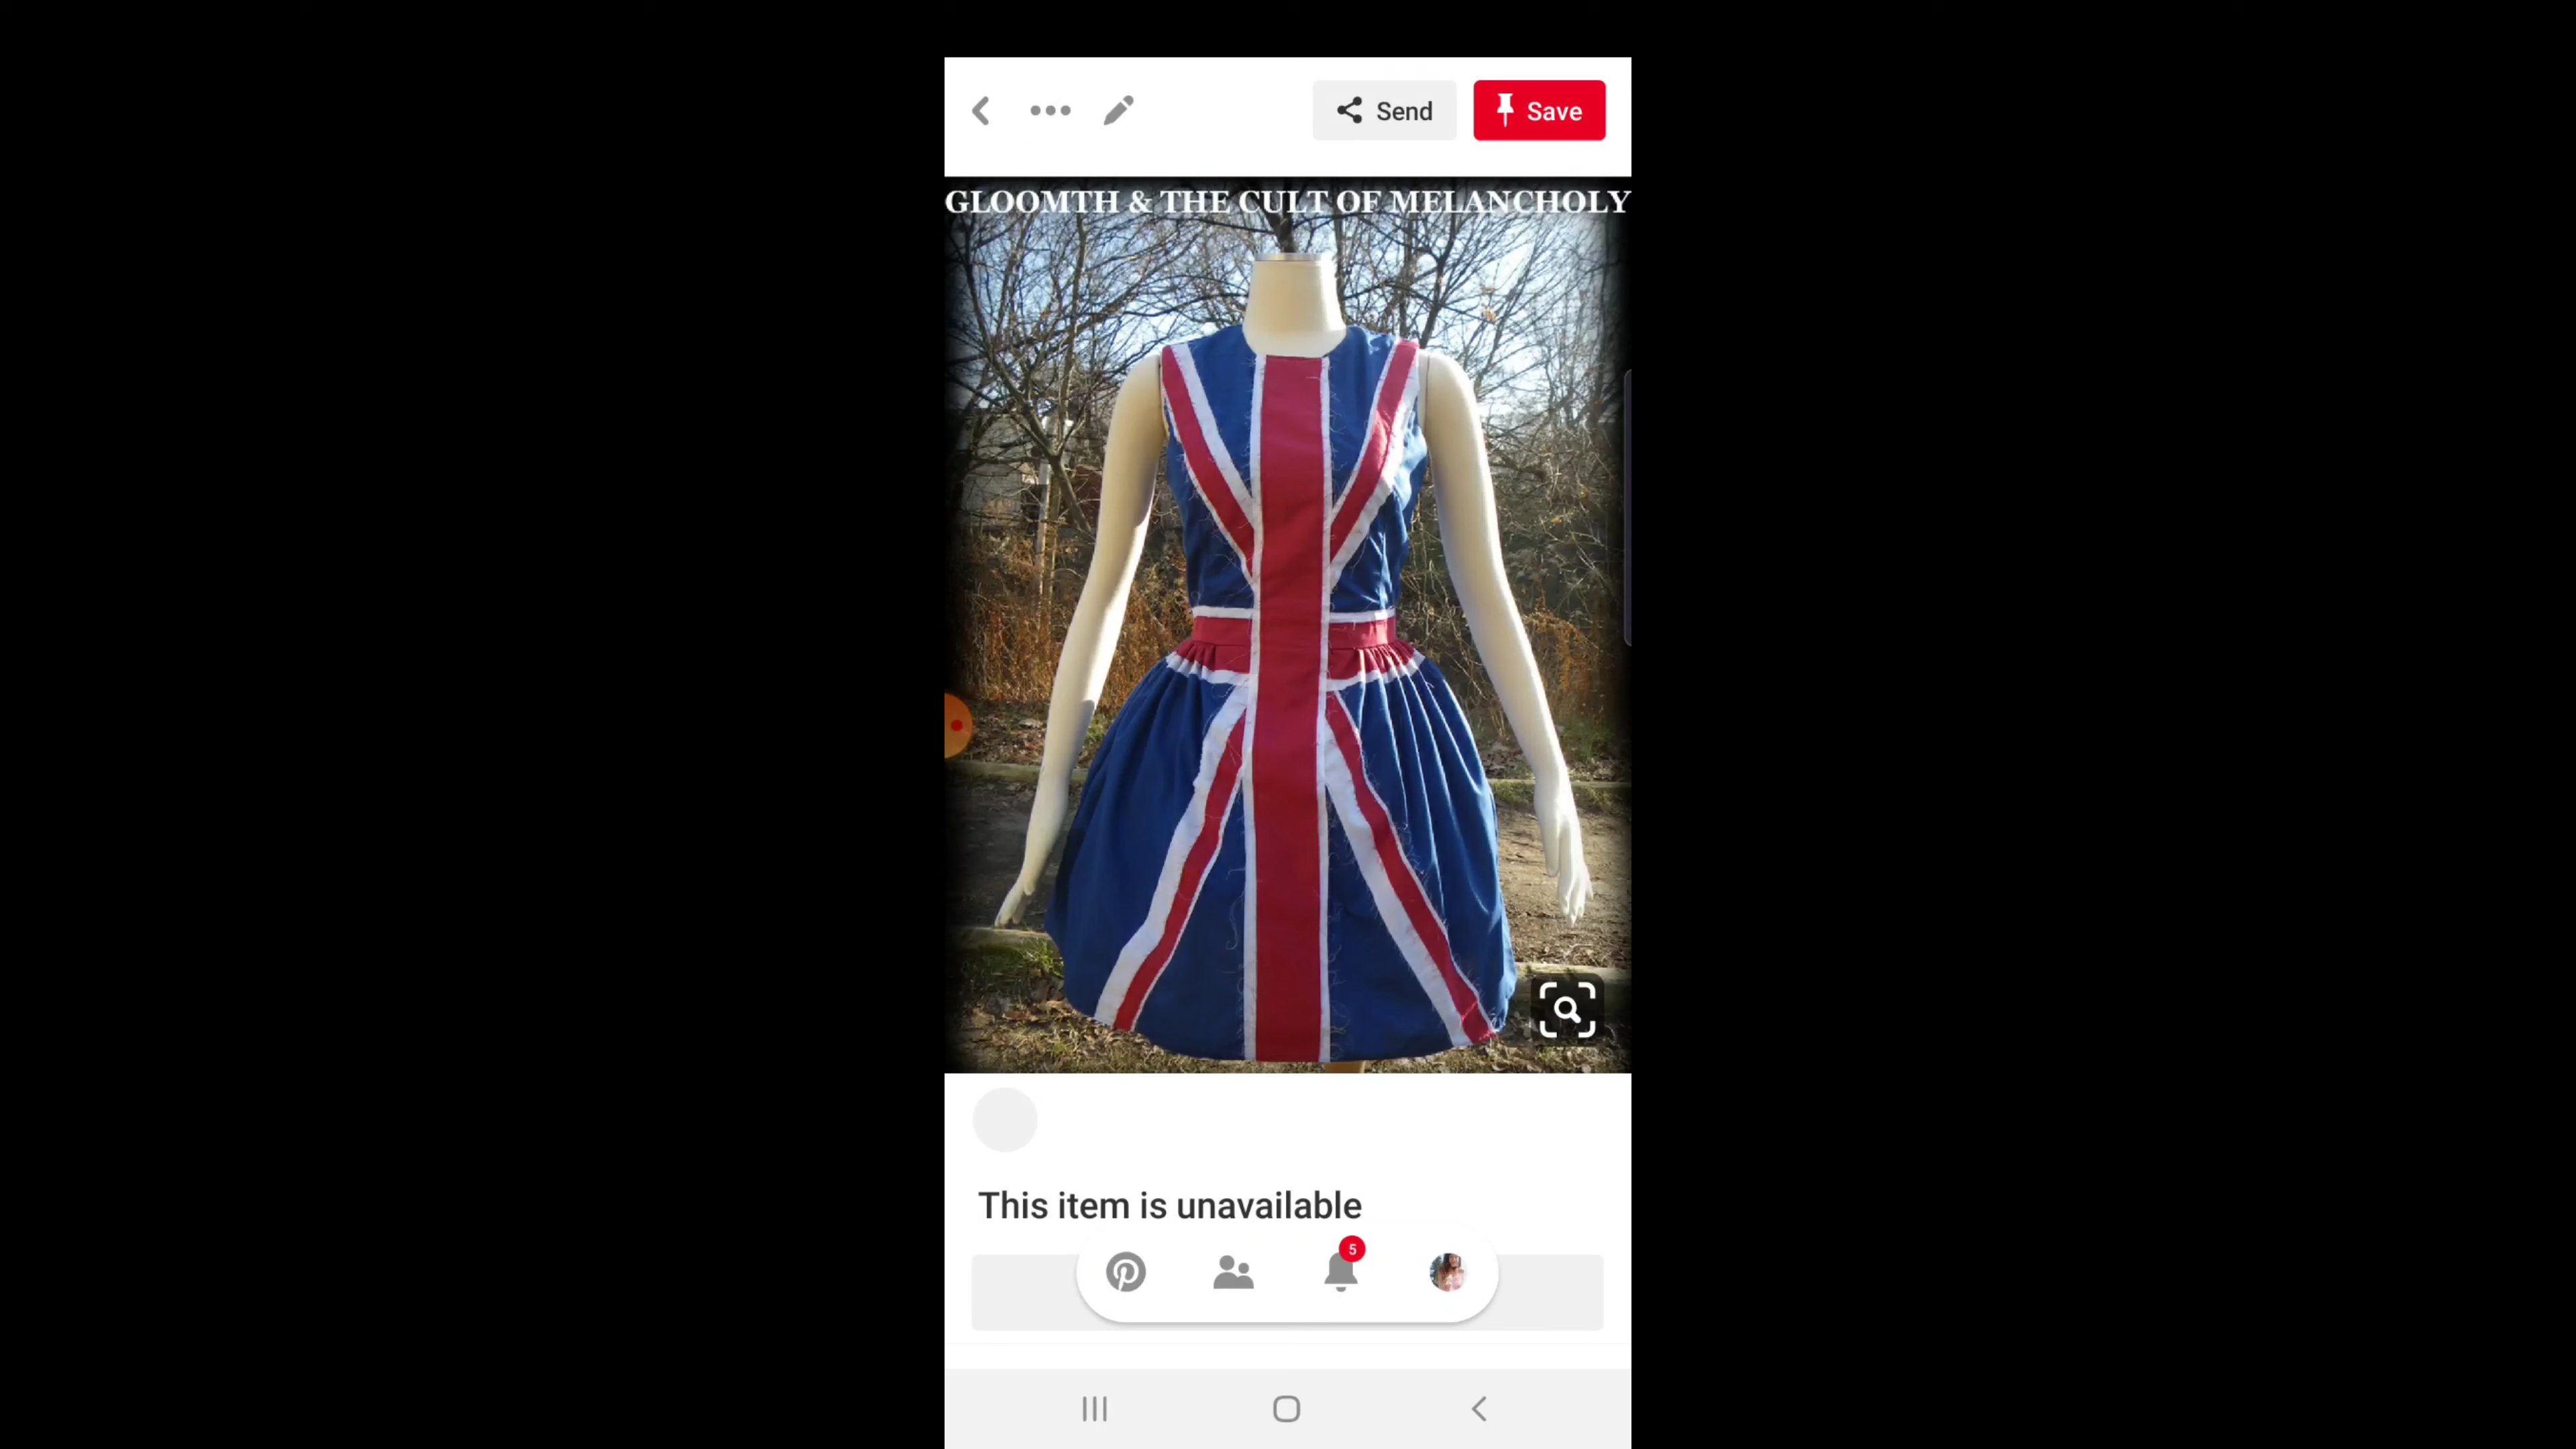 Send
Save
GLOOMTH & THE CULT OF MELANCHOLY
This item is unavailable
5